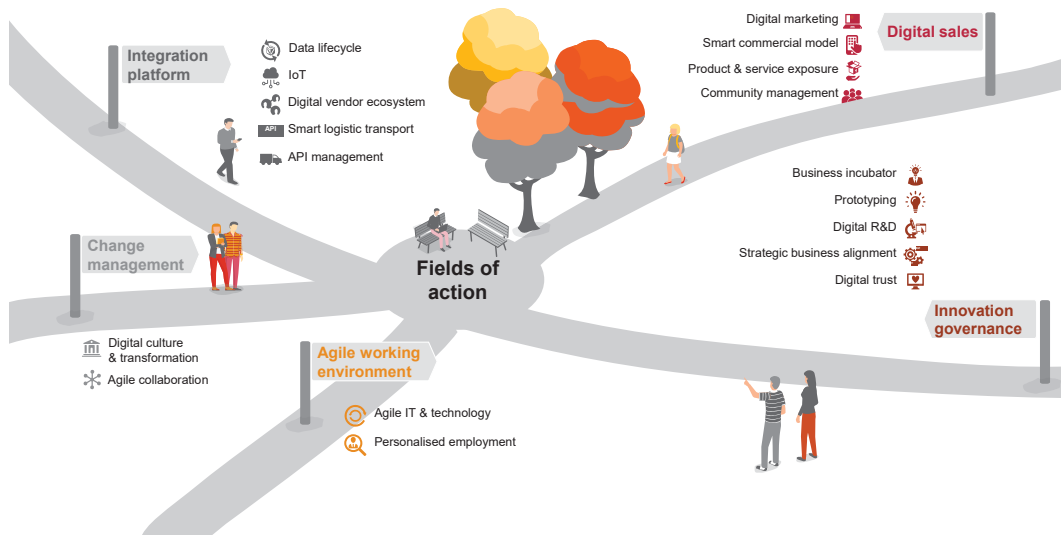 Integration
platform
Data lifecycle
IoT
Digital vendor ecosystem
API
Smart logistic transport
API management
Digital marketing
Smart commercial model
Product & service exposure
Community management
Digital sales
Business incubator
Prototyping
Digital R&D
Strategic business alignment
Digital trust
Change
management
Fields of
action
Innovation
governance
Digital culture
& transformation
Agile collaboration
Agile working
environment
Agile IT & technology
Personalised employment